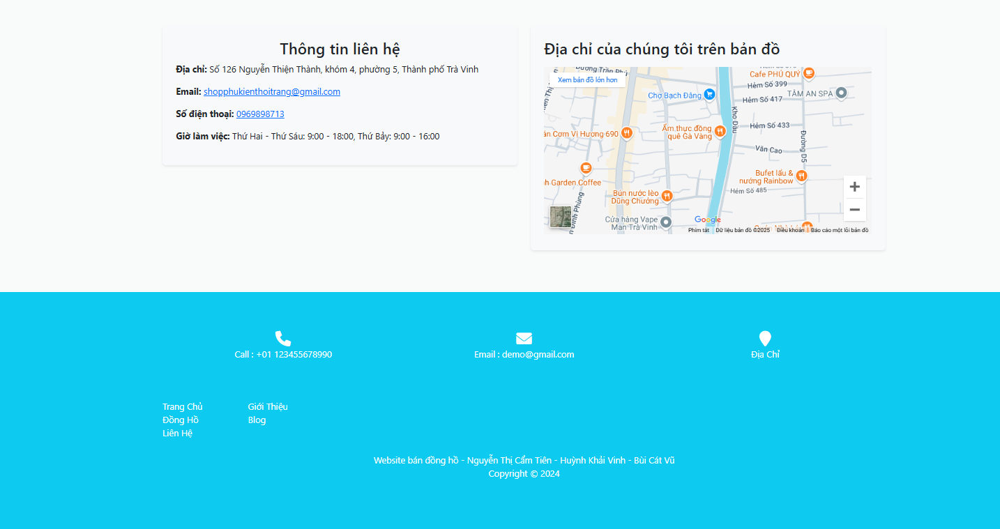 Thông tin liên hệ
Địa chỉ: Số 126 Nguyễn Thiện Thành, khóm 4, phường 5, Thành phố Trà Vinh
Email: shopphukienthoitrang@gmail.com
Số điện thoại: 0969898713
Giờ làm việc: Thứ Hai - Thứ Sáu: 9:00 - 18:00, Thứ Bảy: 9:00 - 16:00
Địa chỉ của chúng tôi trên bản đồ
Đường Trần Phú
Xem bản đồ lớn hơn
Cafe PHÚ QUÝ
Hẻm Số 399
Chợ Bạch Đằng
TÂM AN SPA
Hẻm Số 417
Kho Dầu
Hẻm Số 433
Ẩm thực đồng
quê Gà Vàng
Cơm Vị Hương 690
Đường D5
Văn Cao
Bufet lẩu &
nướng Rainbow
Garden Coffee
Hẻm Số 485
Bún nước lèo
Dũng Chưởng
Đình Phùng
Cửa hàng Vape
Man Trà Vinh
Google
Phím tắt
Dữ liệu bản đồ ©2025
Điều khoản
Báo cáo một lỗi bản đồ
Call : +01 123455678990
Email : demo@gmail.com
Địa Chỉ
Trang Chủ
Giới Thiệu
Đồng Hồ
Blog
Liên Hệ
Website bán đồng hồ - Nguyễn Thị Cẩm Tiên - Huỳnh Khải Vinh - Bùi Cát Vũ
Copyright © 2024